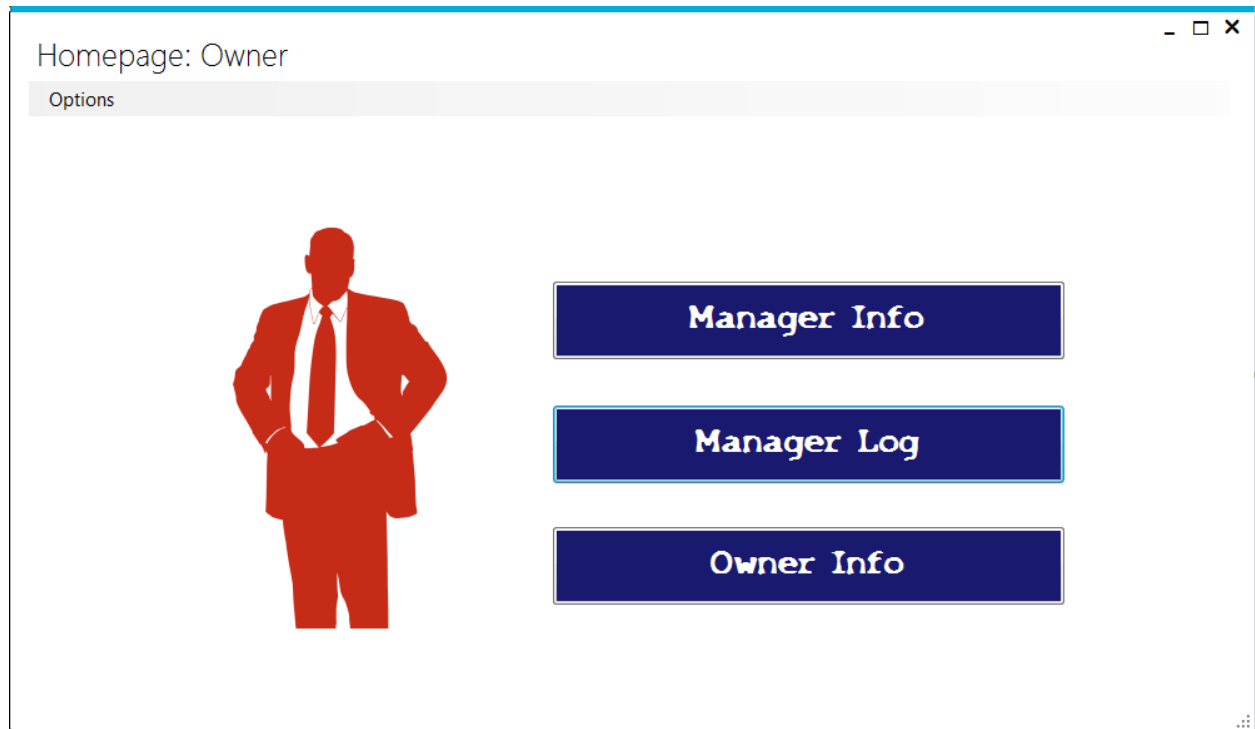 Homepage: Owner
Options
Manager Info
Manager Log
Owner Info